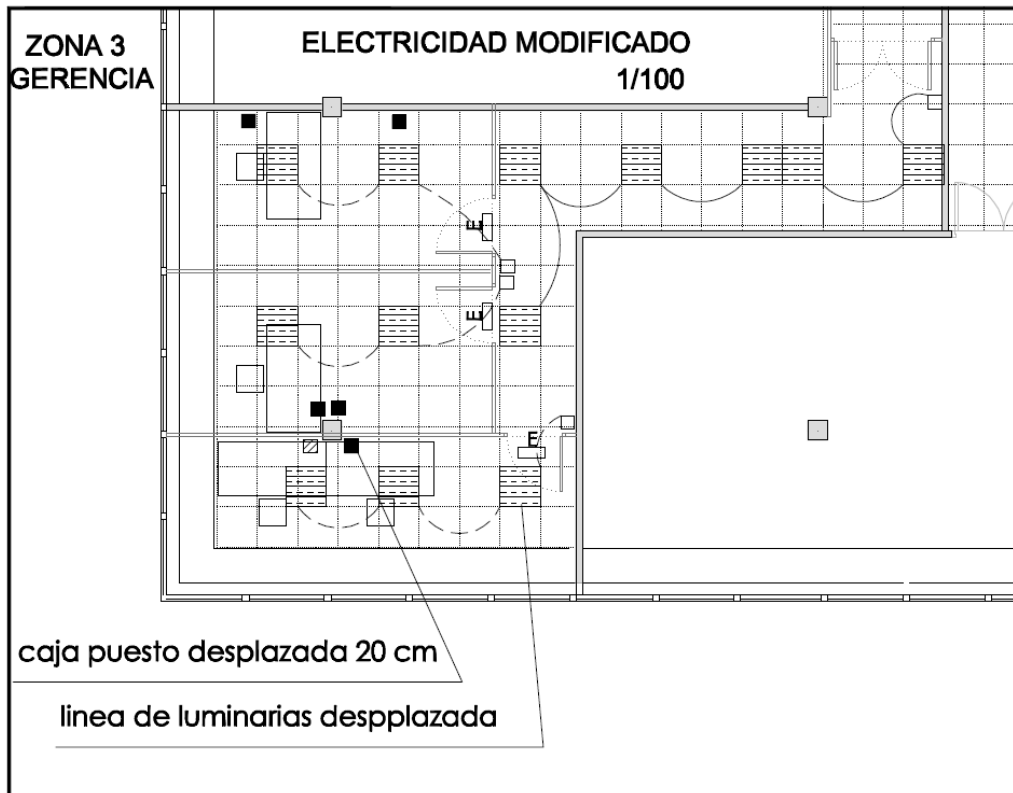 ZONA 3
GERENCIA
ELECTRICIDAD MODIFICADO
1/100
E
E
E
caja puesto desplazada 20 cm
linea de luminarias despplazada